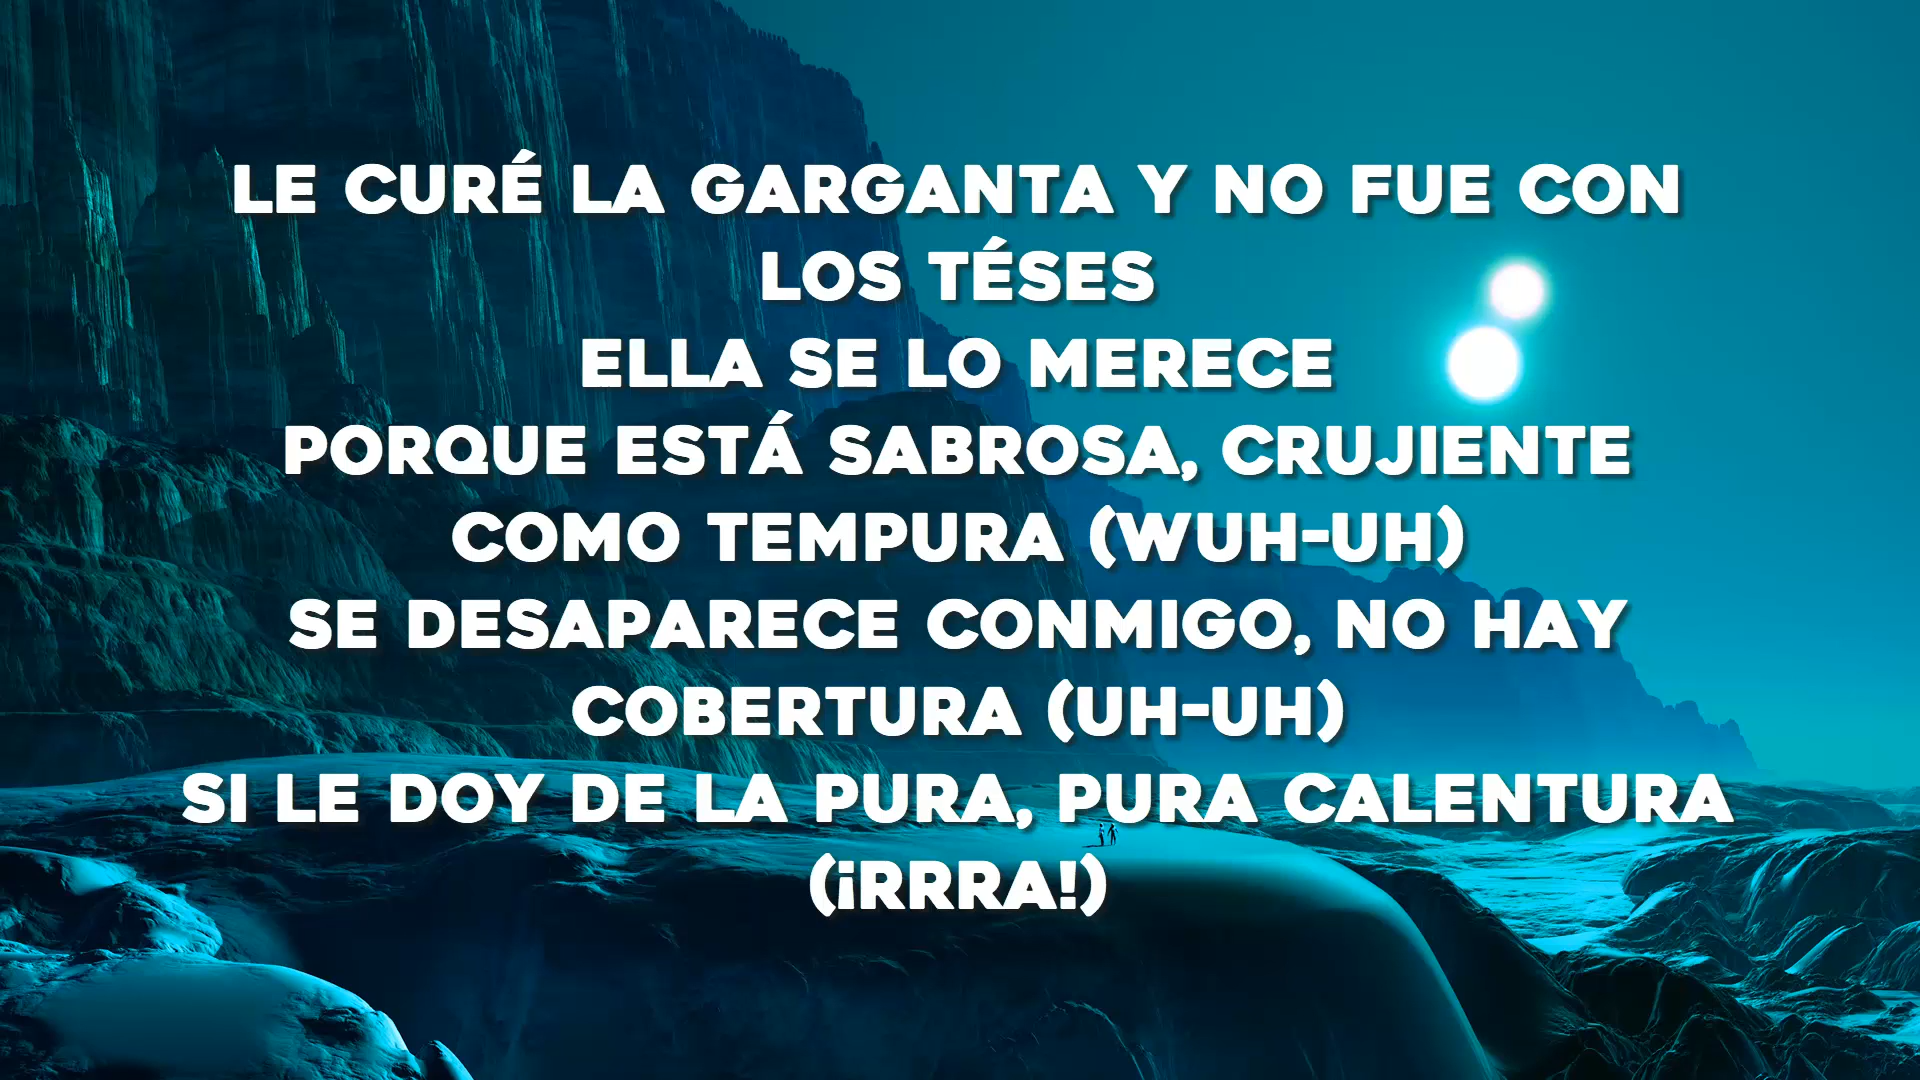 LE CURÉ LA GARGANTA Y NO FUE CON
LOS TÉSES
ELLA SE LO MERECE
PORQUE ESTÁ SABROSA, CRUJIENTE
COMO TEMPURA (WUH-UH)
SE DESAPARECE CONMIGO, NO HAY
COBERTURA (UH-UH)
SI LE DOY DE LA PURA, PURA CALENTURA
(¡RRRA!)